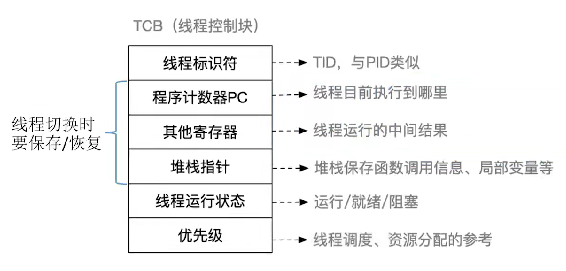 TCB（线程控制块）
线程标识符
TID，与PID类似
程序计数器PC
线程目前执行到哪里
线程切换时
要保存/恢复
其他寄存器
线程运行的中间结果
堆栈指针
堆栈保存函数调用信息、局部变量等
线程运行状态
运行/就绪/阻塞
优先级
线程调度、资源分配的参考